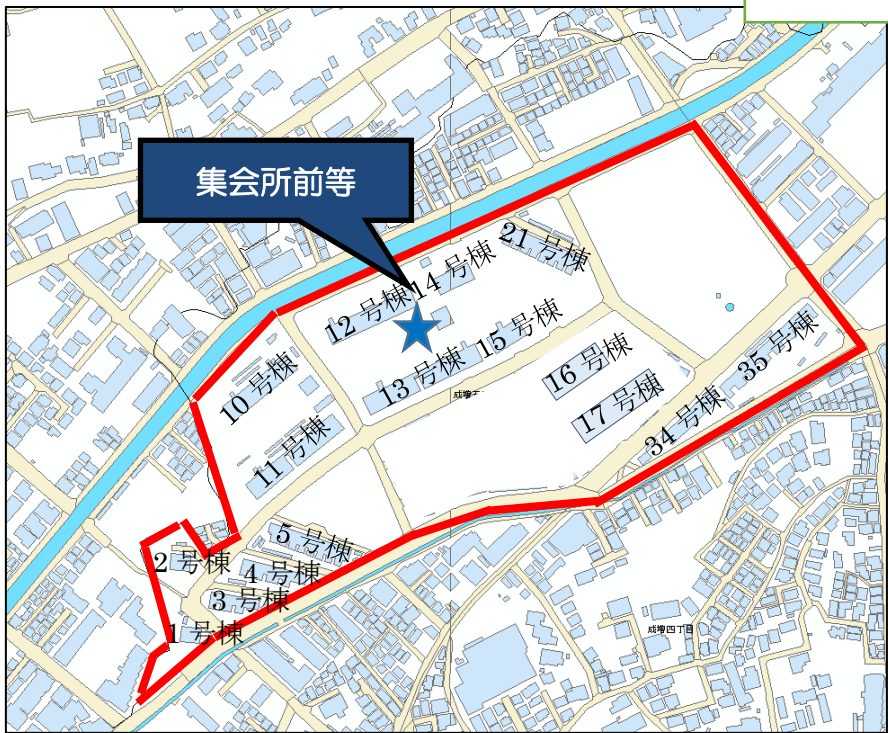 集会所前等
21 号棟
14 号棟
12 号棟
15 号棟
35 号棟
16 号棟
13 号棟
10 号棟
17 号棟
34 号棟
11 号棟
5 号棟
2 号棟
4 号棟
3 号棟
1 号棟
成増四丁目